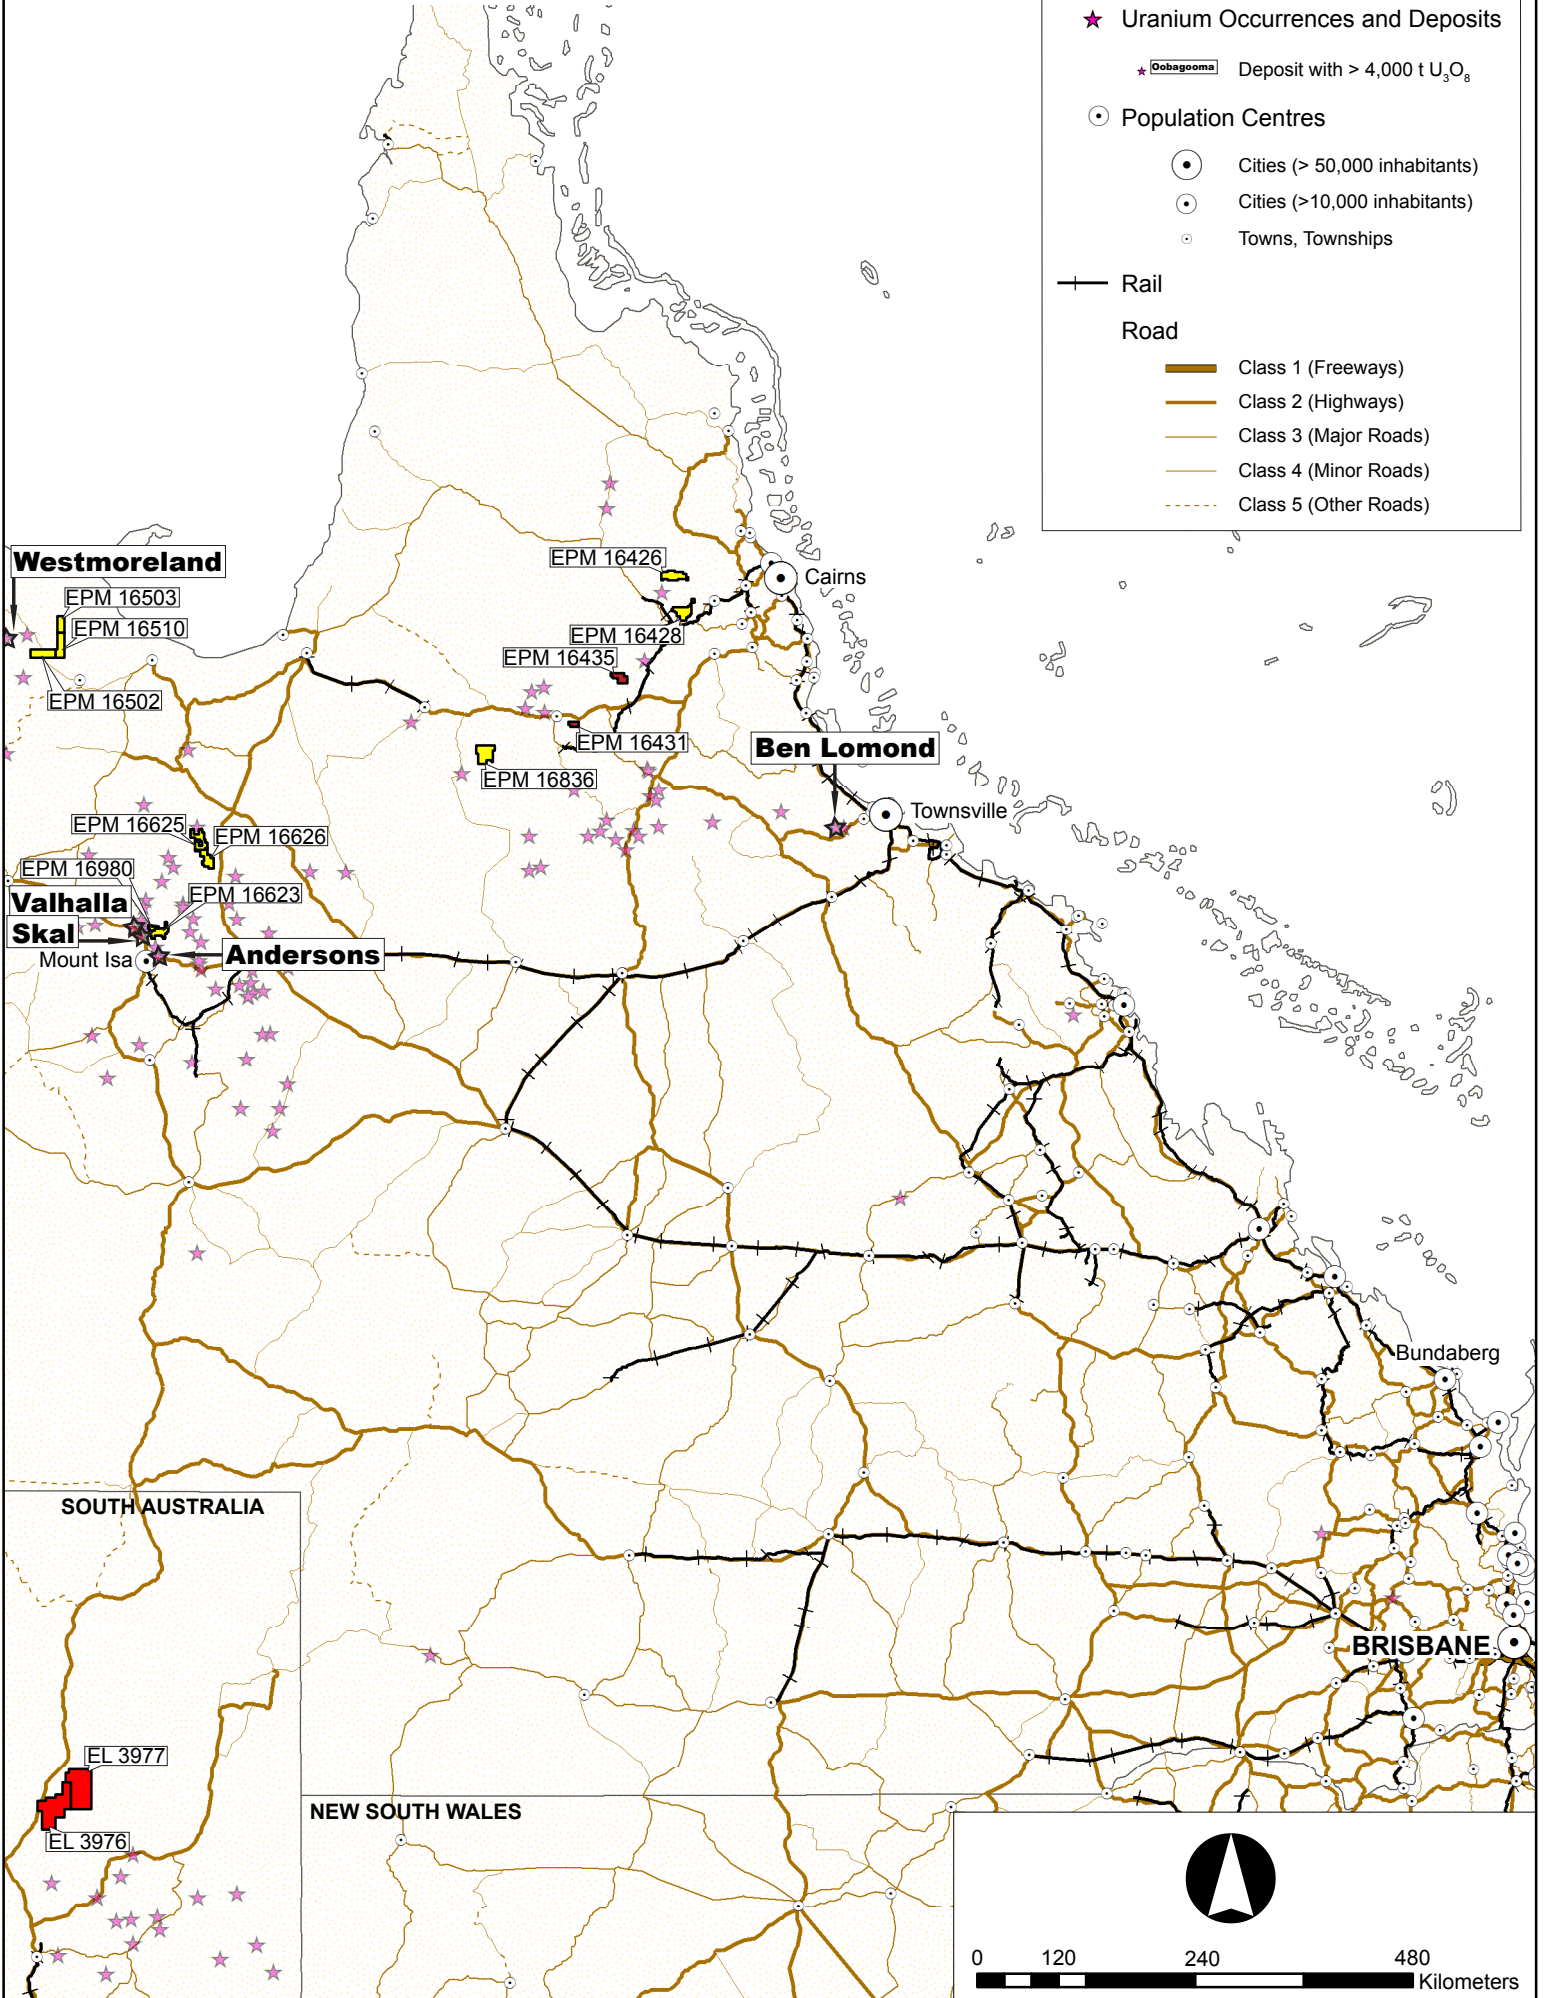 Uranium Occurrences and Deposits
Oobagooma
Deposit with > 4,000 t U₃O₈
Population Centres
Cities (> 50,000 inhabitants)
Cities (>10,000 inhabitants)
Towns, Townships
Rail
Road
Class 1 (Freeways)
Class 2 (Highways)
Class 3 (Major Roads)
Class 4 (Minor Roads)
Class 5 (Other Roads)
Westmoreland
EPM 16503
EPM 16510
EPM 16502
EPM 16426
Cairns
EPM 16428
EPM 16435
EPM 16431
EPM 16836
Ben Lomond
Townsville
EPM 16625
EPM 16626
EPM 16980
EPM 16623
Valhalla
Skal
Mount Isa
Andersons
Bundaberg
SOUTH AUSTRALIA
BRISBANE
EL 3977
EL 3976
NEW SOUTH WALES
0 120 240 480
Kilometers